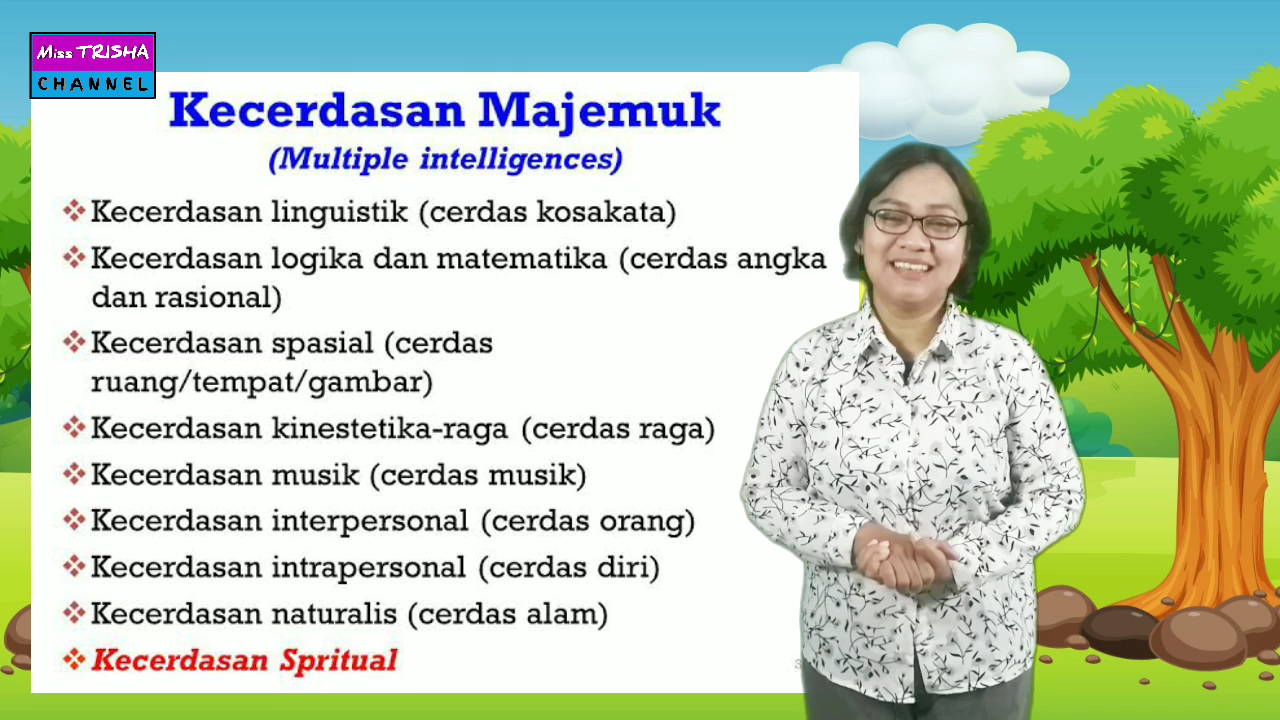 Miss TRISHA
CHANNEL
Kecerdasan Majemuk
(Multiple intelligences)
Kecerdasan linguistik (cerdas kosakata)
Kecerdasan logika dan matematika (cerdas angka
dan rasional)
Kecerdasan spasial (cerdas
ruang/tempat/gambar)
Kecerdasan kinestetika-raga (cerdas raga)
Kecerdasan musik (cerdas musik)
Kecerdasan interpersonal (cerdas orang)
Kecerdasan intrapersonal (cerdas diri)
Kecerdasan naturalis (cerdas alam)
Kecerdasan Spritual